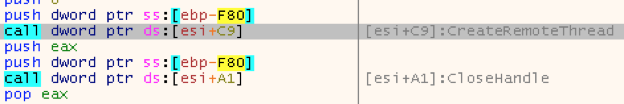 push dword ptr ss:[ebp-F80]
call dword ptr ds:[esi+C9] [esi+C9]:CreateRemoteThread
push eax
push dword ptr ss:[ebp-F80]
call dword ptr ds:[esi+A1] [esi+A1]:CloseHandle
pop eax